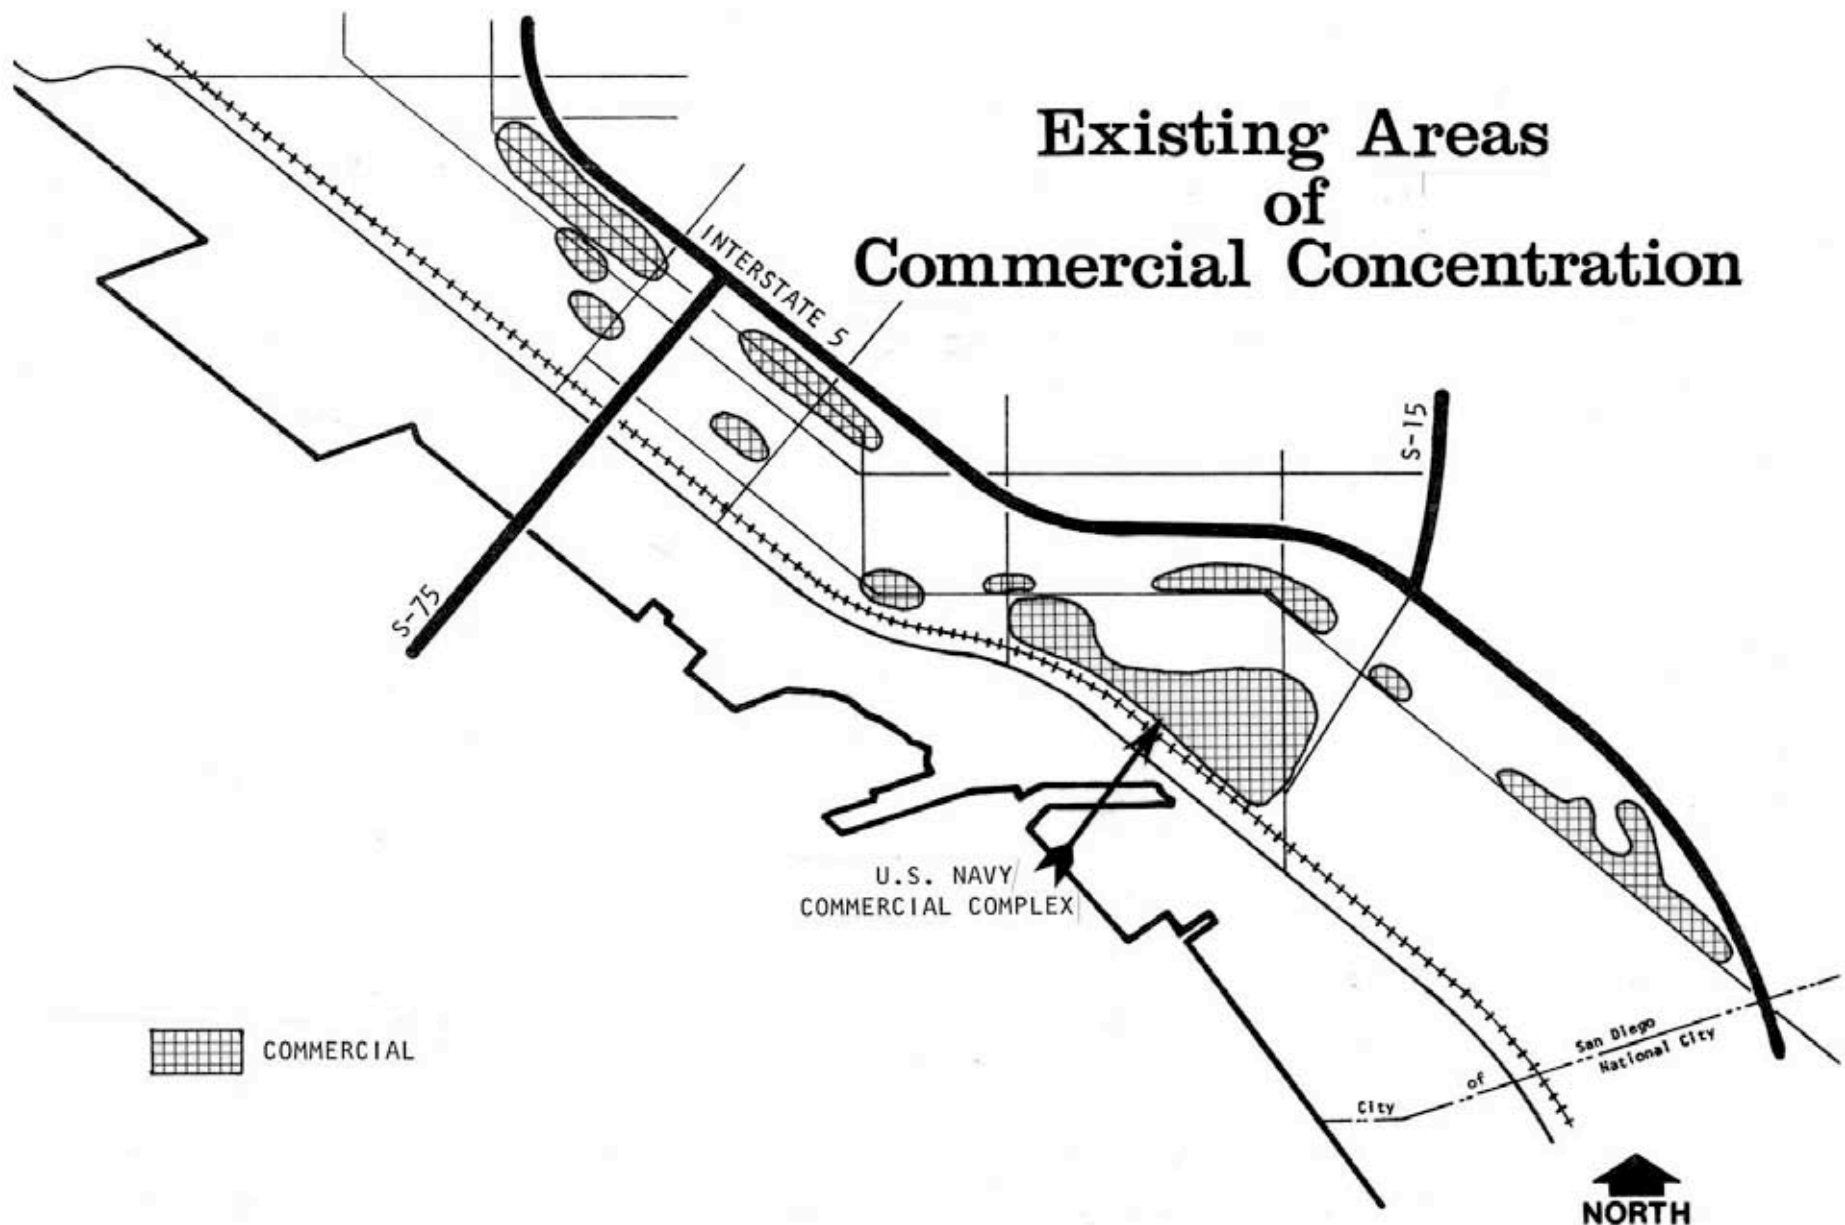 Existing Areas
of
Commercial Concentration
INTERSTATE 5
S-15
S-75
U.S. NAVY
COMMERCIAL COMPLEX
COMMERCIAL
San Diego
City of
National City
NORTH